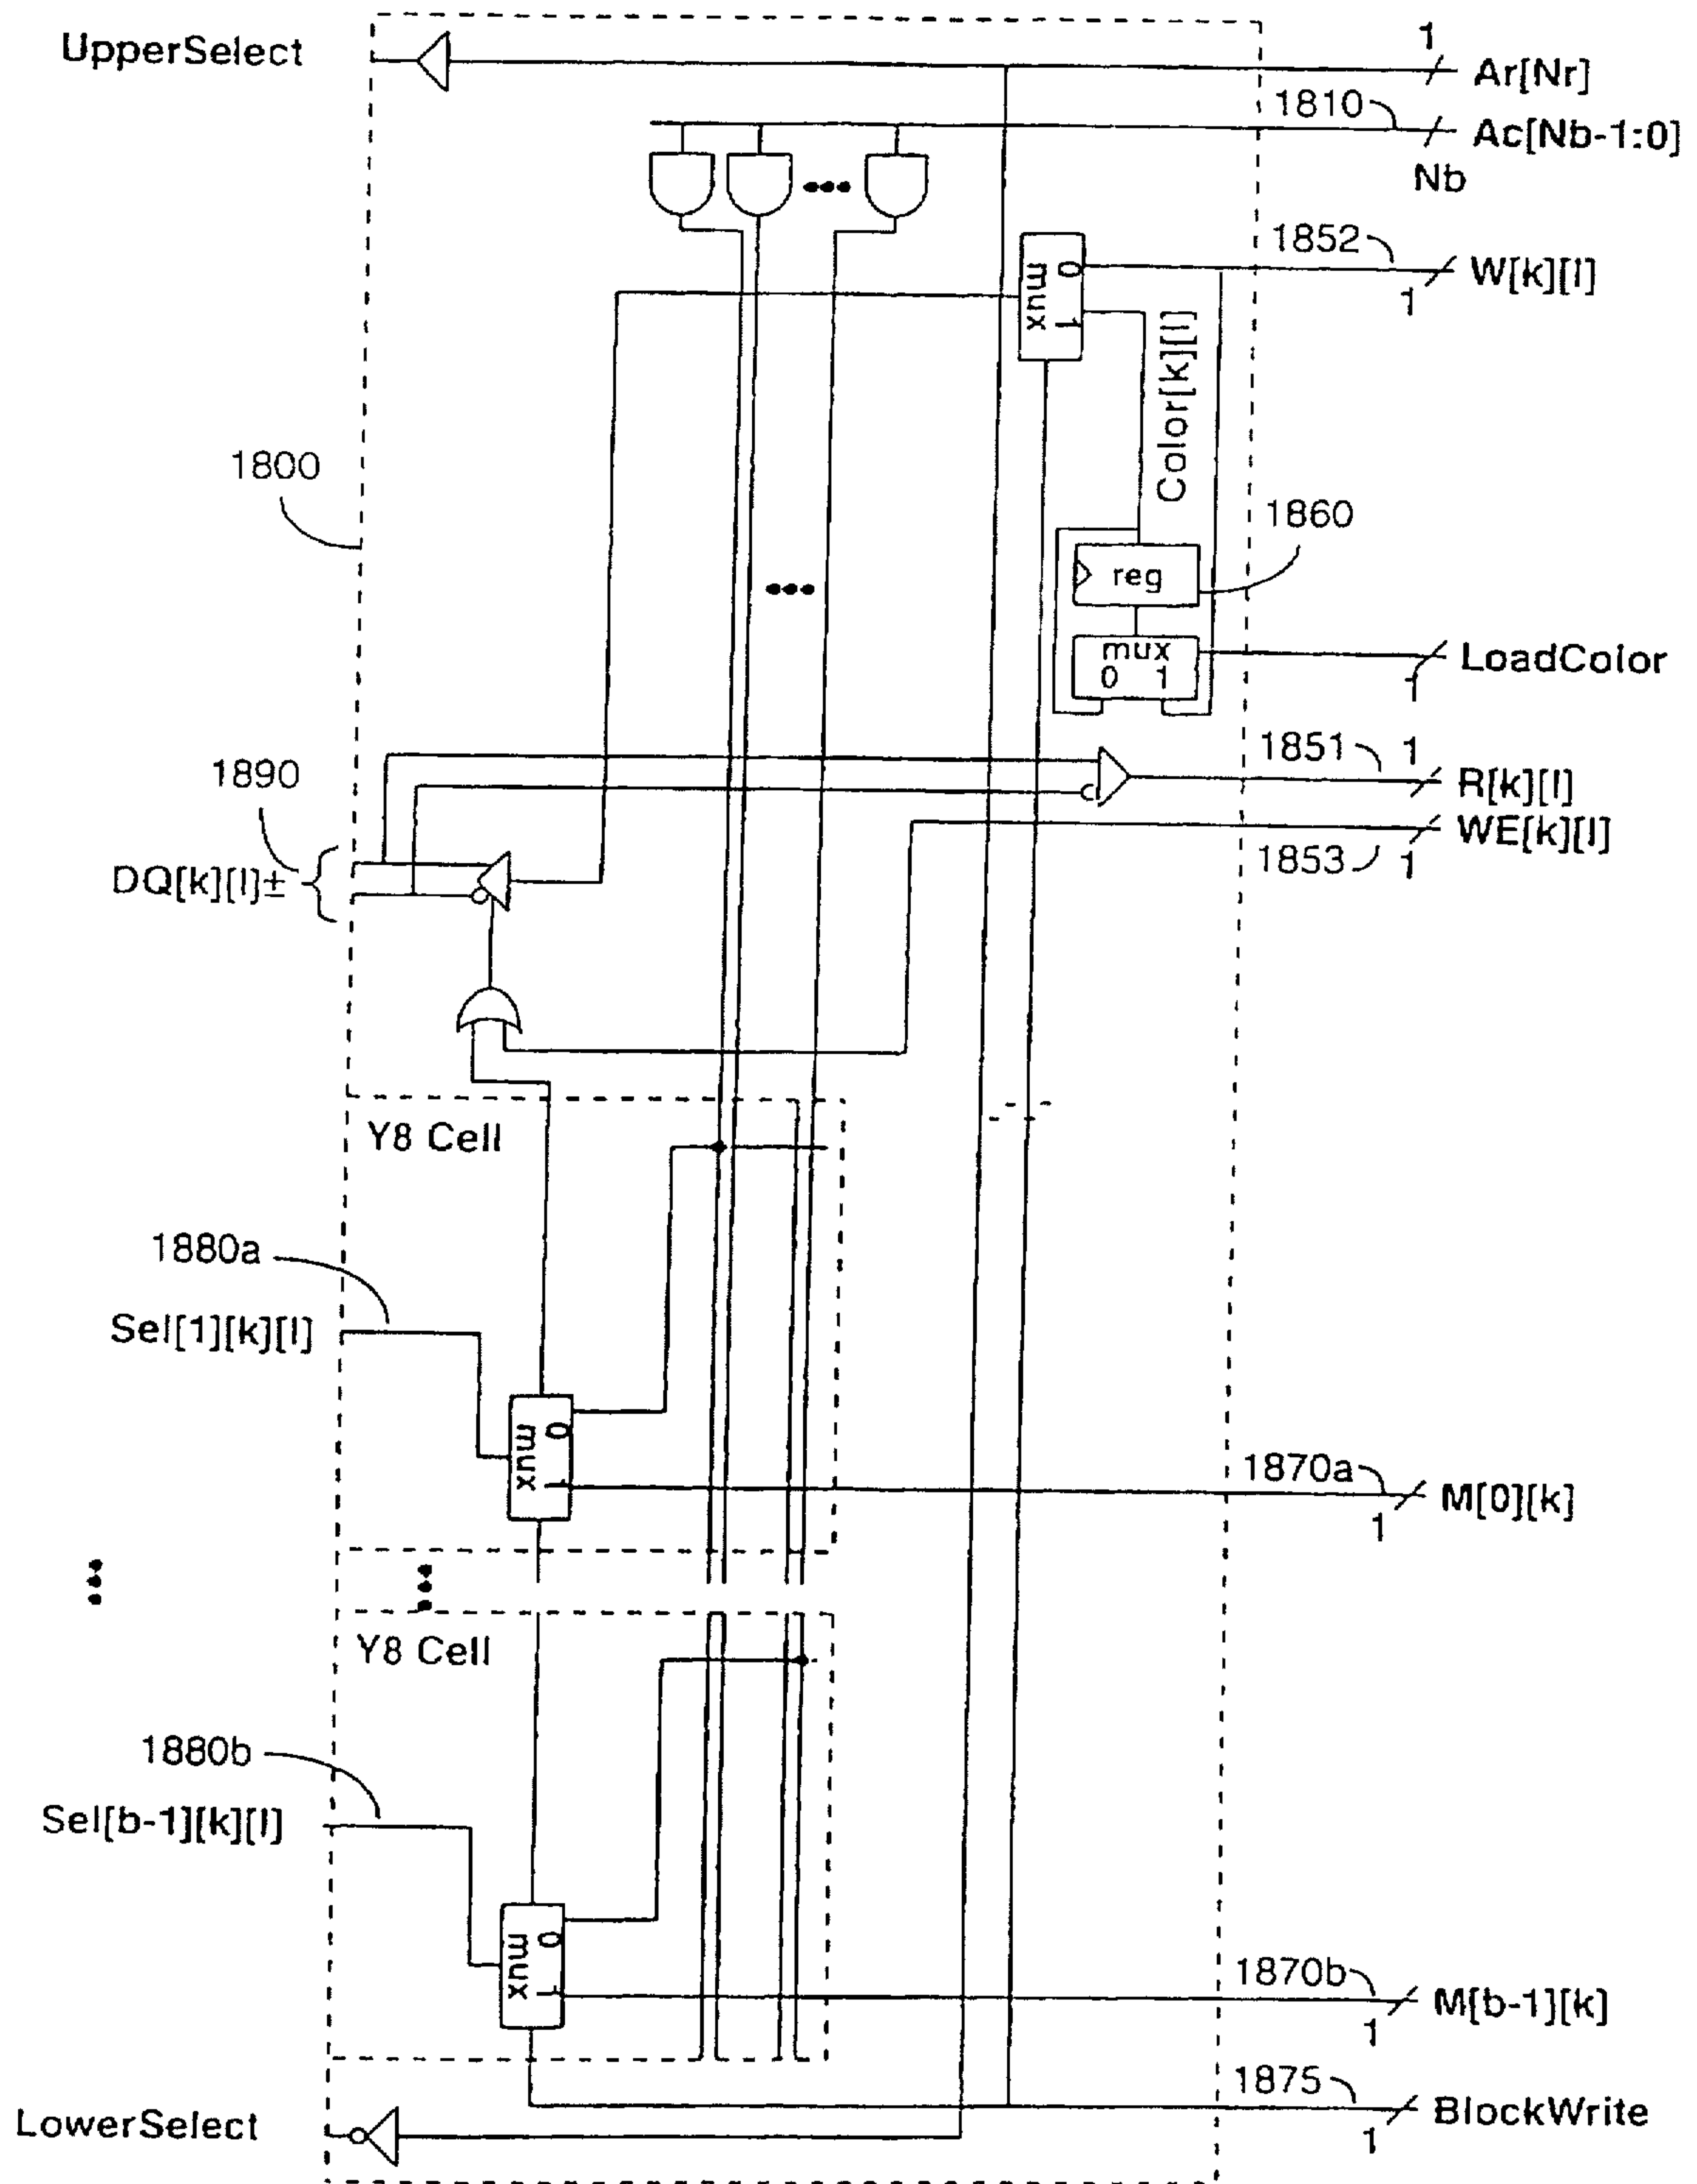 UpperSelect
1
Ar[Nr]
1810
Ac[Nb-1:0]
Nb
1852
W[k][l]
1
mux
0
1
Color[k][l]
1800
1860
reg
mux
0 1
LoadColor
1
1890
1851
1
R[k][l]
WE[k][l]
1853
1
DQ[k][l]±
Y8 Cell
1880a
Sel[1][k][l]
mux
0
1
1870a
M[0][k]
1
Y8 Cell
1880b
Sel[b-1][k][l]
mux
0
1
1870b
M[b-1][k]
1
1875
BlockWrite
1
LowerSelect